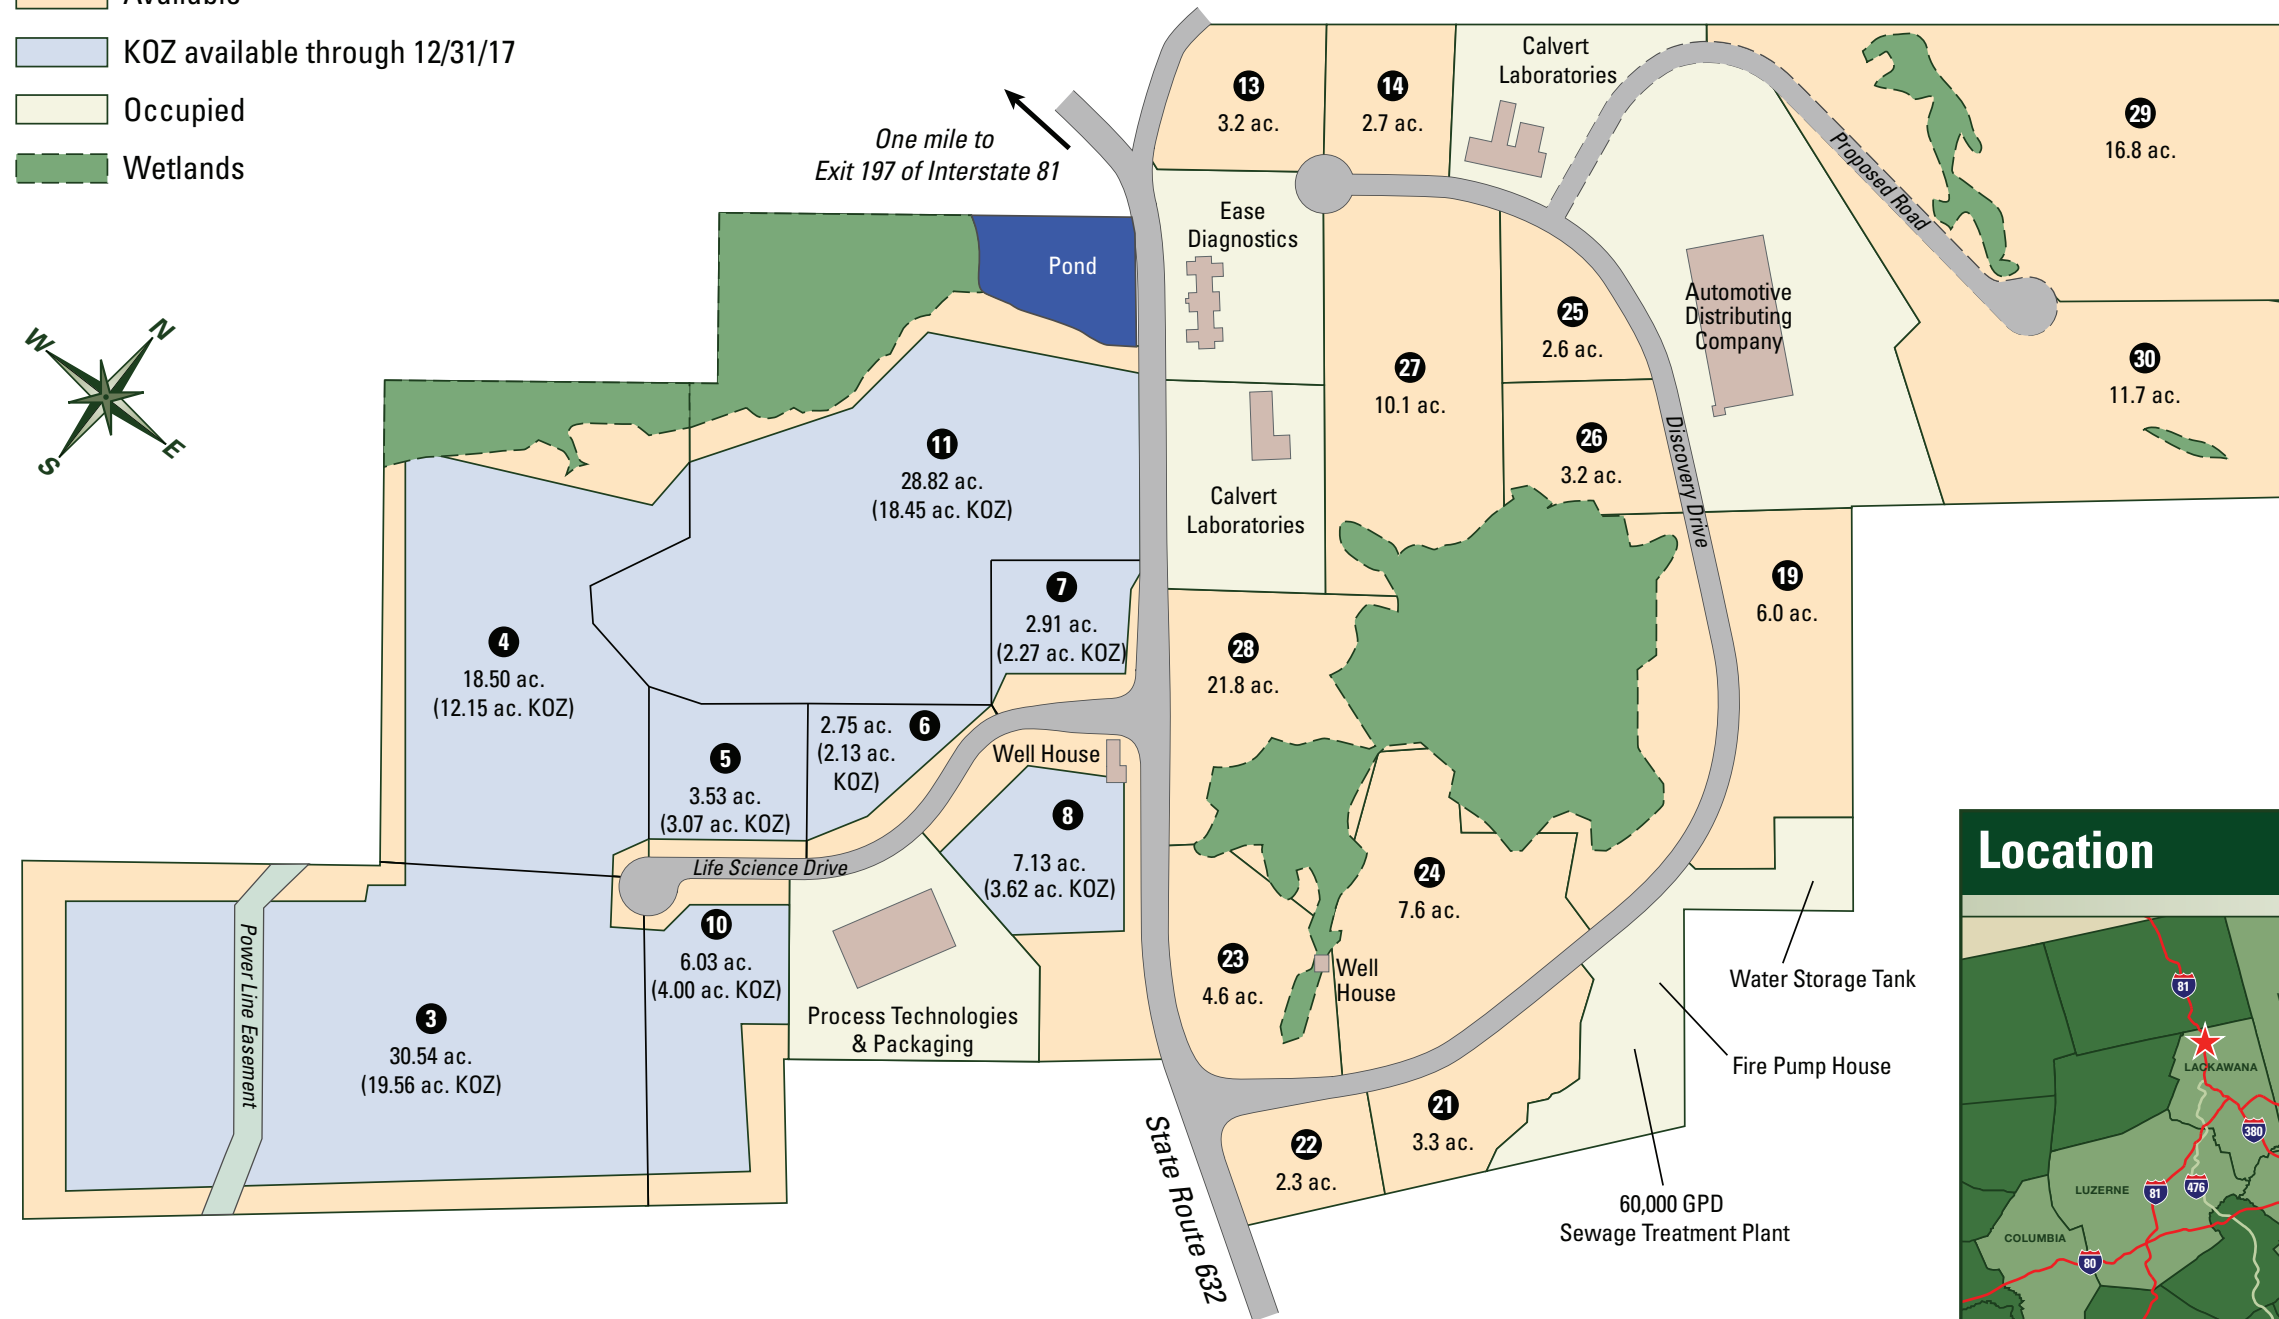 Available
KOZ available through 12/31/17
Occupied
Wetlands
N
W
E
S
One mile to
Exit 197 of Interstate 81
Pond
13
3.2 ac.
14
2.7 ac.
Calvert
Laboratories
29
16.8 ac.
Proposed Road
Ease
Diagnostics
Automotive
Distributing
Company
25
2.6 ac.
27
10.1 ac.
30
11.7 ac.
26
3.2 ac.
Discovery Drive
Calvert
Laboratories
11
28.82 ac.
(18.45 ac. KOZ)
7
2.91 ac.
(2.27 ac. KOZ)
19
6.0 ac.
4
18.50 ac.
(12.15 ac. KOZ)
28
21.8 ac.
5
3.53 ac.
(3.07 ac. KOZ)
6
2.75 ac.
(2.13 ac.
KOZ)
Well House
8
7.13 ac.
(3.62 ac. KOZ)
Life Science Drive
24
7.6 ac.
10
6.03 ac.
(4.00 ac. KOZ)
Power Line Easement
23
4.6 ac.
Well
House
Process Technologies
& Packaging
3
30.54 ac.
(19.56 ac. KOZ)
Water Storage Tank
Fire Pump House
21
3.3 ac.
22
2.3 ac.
State Route 632
60,000 GPD
Sewage Treatment Plant
Location
81
LACKAWANA
380
LUZERNE
81
476
COLUMBIA
80